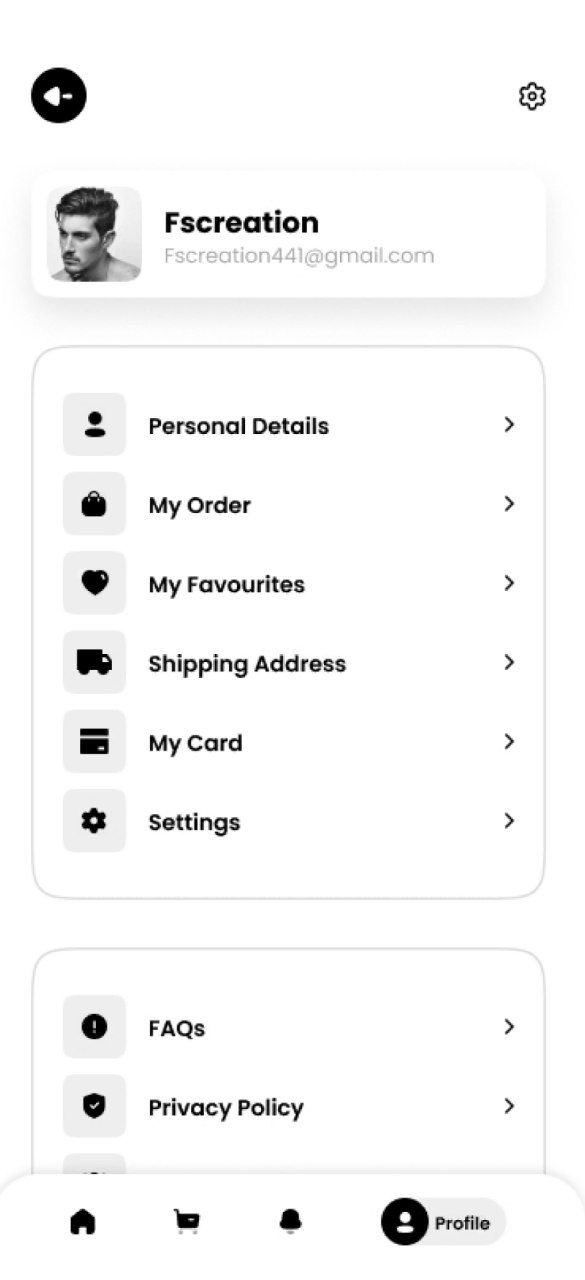 Fscreation
Fscreation441@gmail.com
Personal Details
My Order
My Favourites
Shipping Address
My Card
Settings
FAQs
Privacy Policy
Profile